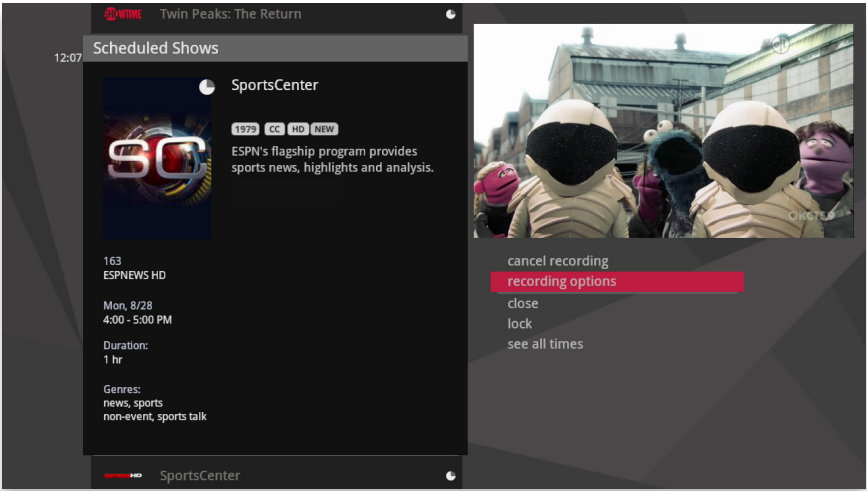 SHOWTIME Twin Peaks: The Return
12:07
Scheduled Shows
SC
SportsCenter
1979 CC HD NEW
ESPN's flagship program provides
sports news, highlights and analysis.
163
ESPNEWS HD
Mon, 8/28
4:00 - 5:00 PM
Duration:
1 hr
Genres:
news, sports
non-event, sports talk
HD SportsCenter
cancel recording
recording options
close
lock
see all times